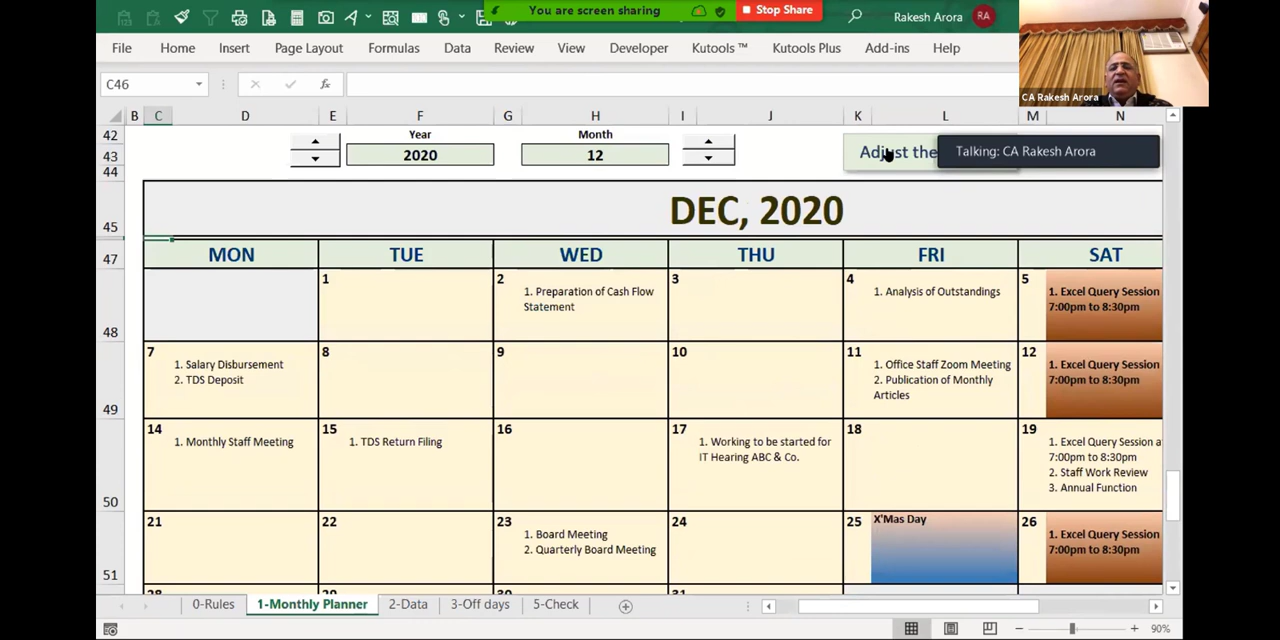 You are screen sharing
Stop Share
Rakesh Arora
RA
File Home Insert Page Layout Formulas Data Review View Developer Kutools ™ Kutools Plus Add-ins Help
CA Rakesh Arora
C46
fx
B C D E F G H I J K L M N
42
43
44
45
47
48
49
50
51
Year
2020
Month
12
Adjust the
Talking: CA Rakesh Arora
DEC, 2020
MON TUE WED THU FRI SAT
1
2
1. Preparation of Cash Flow
Statement
3
4
1. Analysis of Outstandings
5
1. Excel Query Session
7:00pm to 8:30pm
7
1. Salary Disbursement
2. TDS Deposit
8
9
10
11
1. Office Staff Zoom Meeting
2. Publication of Monthly
Articles
12
1. Excel Query Session
7:00pm to 8:30pm
14
1. Monthly Staff Meeting
15
1. TDS Return Filing
16
17
1. Working to be started for
IT Hearing ABC & Co.
18
19
1. Excel Query Session a
7:00pm to 8:30pm
2. Staff Work Review
3. Annual Function
21
22
23
1. Board Meeting
2. Quarterly Board Meeting
24
25
X'Mas Day
26
1. Excel Query Session
7:00pm to 8:30pm
0-Rules 1-Monthly Planner 2-Data 3-Off days 5-Check
90%